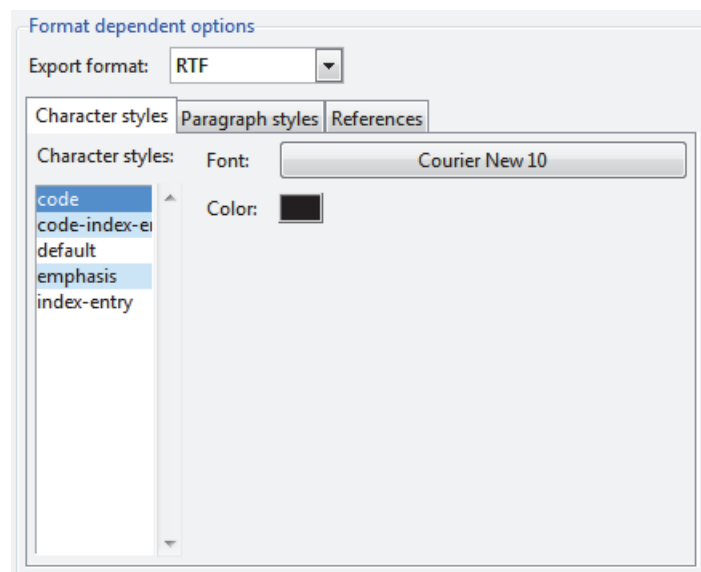 Format dependent options
Export format: RTF
Character styles Paragraph styles References
Character styles: Font: Courier New 10
code
Color:
code-index-e
default
emphasis
index-entry